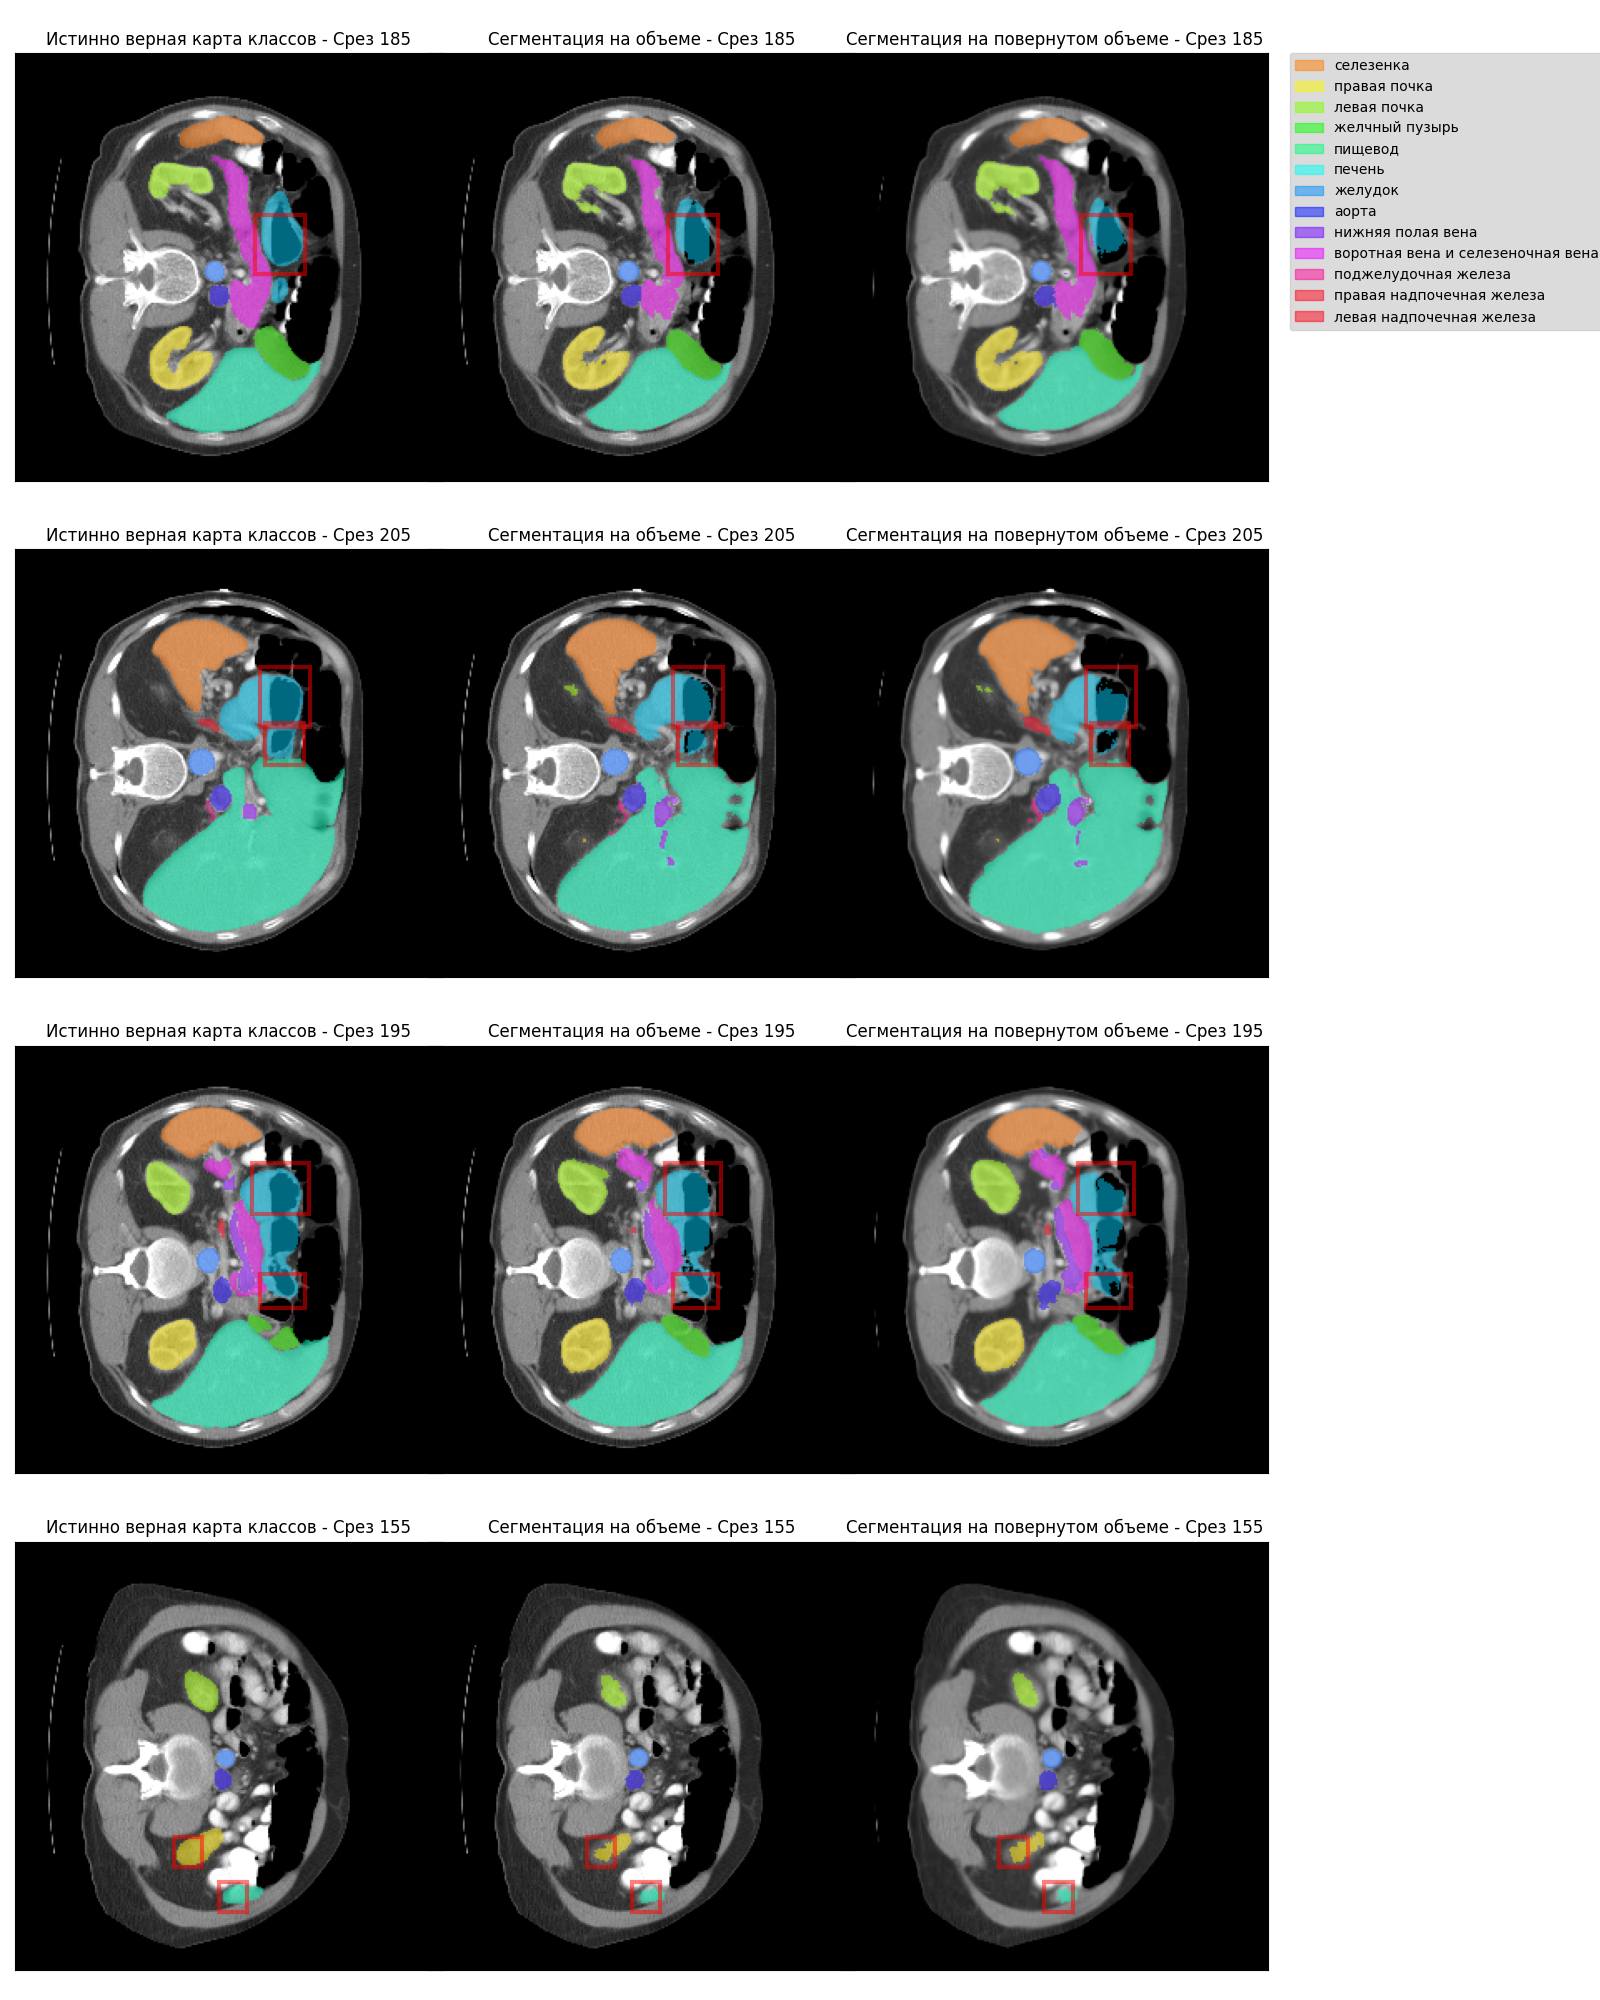 Истинно верная карта классов - Срез 185
Сегментация на объеме - Срез 185
Сегментация на повернутом объеме - Срез 185
селезенка
правая почка
левая почка
желчный пузырь
пищевод
печень
желудок
аорта
нижняя полая вена
воротная вена и селезеночная вена
поджелудочная железа
правая надпочечная железа
левая надпочечная железа
Истинно верная карта классов - Срез 205
Сегментация на объеме - Срез 205
Сегментация на повернутом объеме - Срез 205
Истинно верная карта классов - Срез 195
Сегментация на объеме - Срез 195
Сегментация на повернутом объеме - Срез 195
Истинно верная карта классов - Срез 155
Сегментация на объеме - Срез 155
Сегментация на повернутом объеме - Срез 155